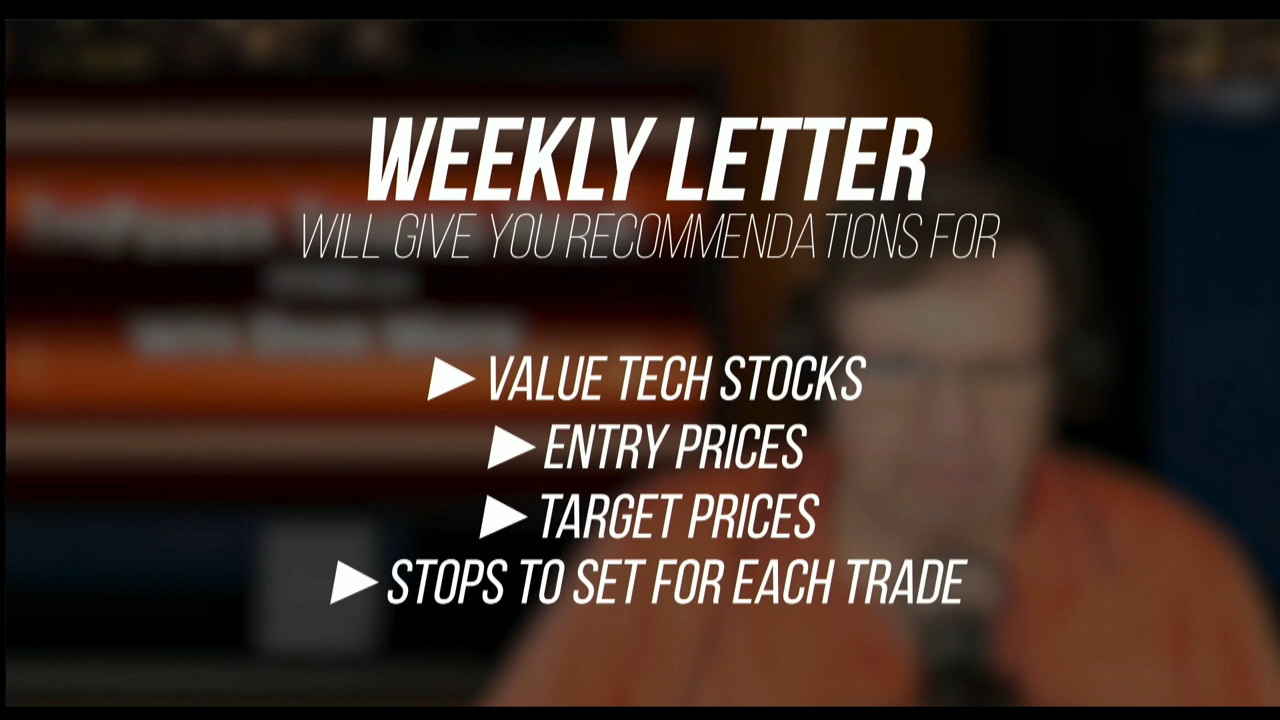 WEEKLY LETTER
WILL GIVE YOU RECOMMENDATIONS FOR
▶ VALUE TECH STOCKS
▶ ENTRY PRICES
▶ TARGET PRICES
▶ STOPS TO SET FOR EACH TRADE